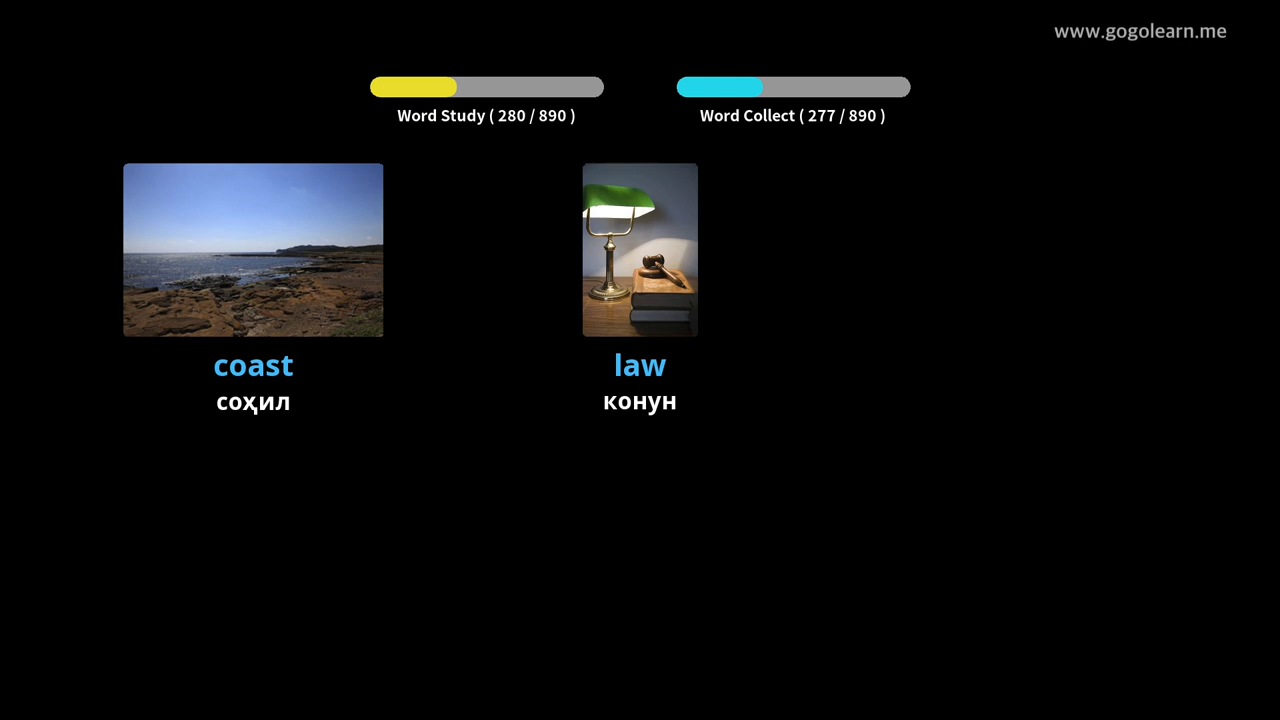 www.gogolearn.me
Word Study ( 280 / 890 )
Word Collect ( 277 / 890 )
coast
соҳил
law
конун